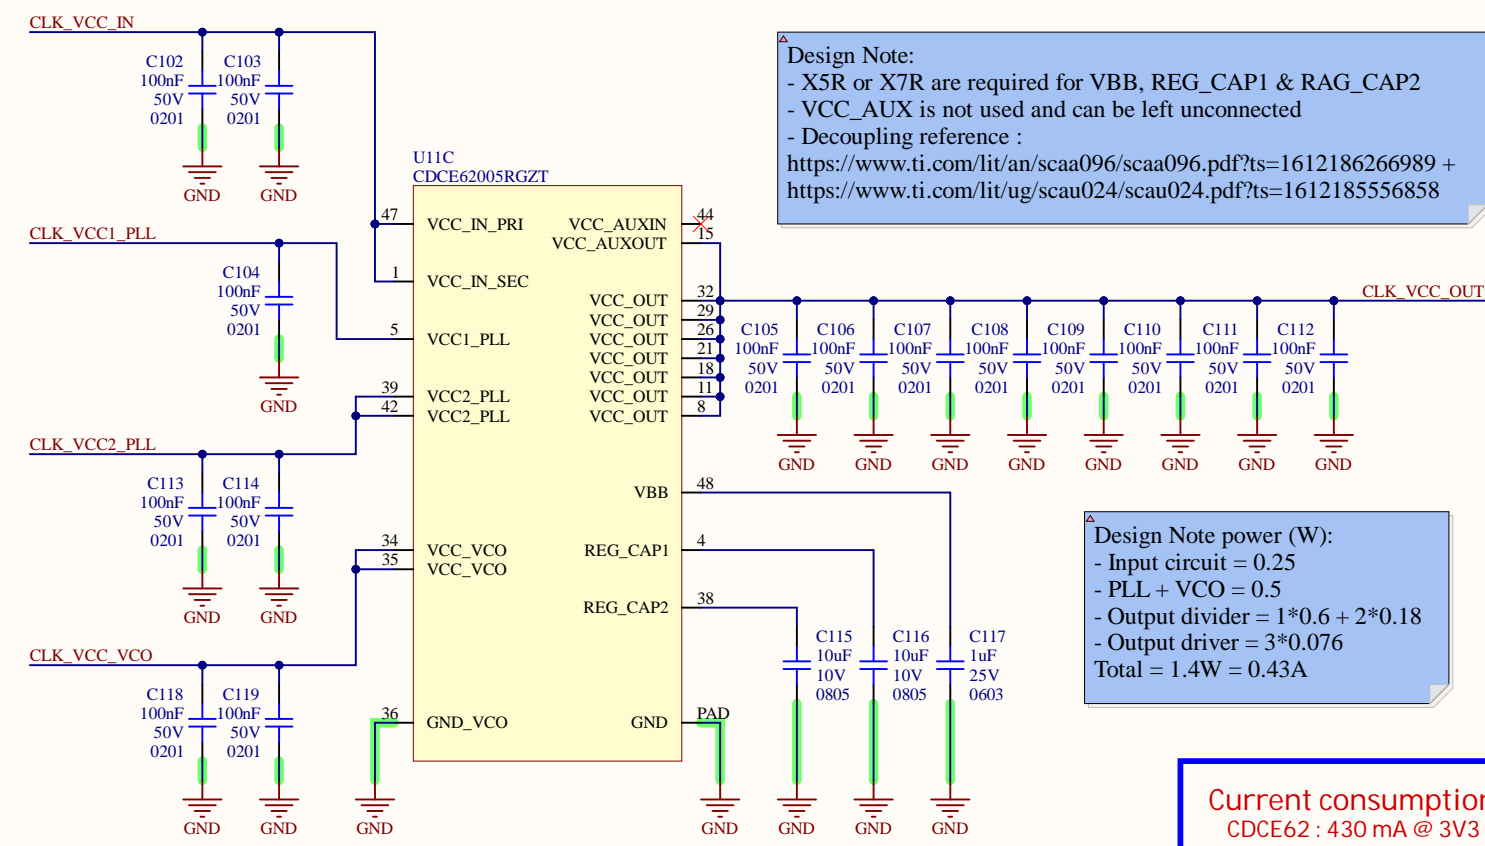 CLK_VCC_IN
C102
100nF
50V
0201
GND
C103
100nF
50V
0201
GND
Design Note:
- X5R or X7R are required for VBB, REG_CAP1 & RAG_CAP2
- VCC_AUX is not used and can be left unconnected
- Decoupling reference :
https://www.ti.com/lit/an/scaa096/scaa096.pdf?ts=1612186266989 +
https://www.ti.com/lit/ug/scau024/scau024.pdf?ts=1612185556858
U11C
CDCE62005RGZT
47 VCC_IN_PRI
1 VCC_IN_SEC
5 VCC1_PLL
39 VCC2_PLL
42 VCC2_PLL
34 VCC_VCO
35 VCC_VCO
36 GND_VCO
VCC_AUXIN 44
VCC_AUXOUT 15
VCC_OUT 32
VCC_OUT 29
VCC_OUT 26
VCC_OUT 21
VCC_OUT 18
VCC_OUT 11
VCC_OUT 8
VBB 48
REG_CAP1 4
REG_CAP2 38
GND PAD
CLK_VCC1_PLL
C104
100nF
50V
0201
GND
CLK_VCC_OUT
C105
100nF
50V
0201
GND
C106
100nF
50V
0201
GND
C107
100nF
50V
0201
GND
C108
100nF
50V
0201
GND
C109
100nF
50V
0201
GND
C110
100nF
50V
0201
GND
C111
100nF
50V
0201
GND
C112
100nF
50V
0201
GND
CLK_VCC2_PLL
C113
100nF
50V
0201
GND
C114
100nF
50V
0201
GND
Design Note power (W):
- Input circuit = 0.25
- PLL + VCO = 0.5
- Output divider = 1*0.6 + 2*0.18
- Output driver = 3*0.076
Total = 1.4W = 0.43A
CLK_VCC_VCO
C118
100nF
50V
0201
GND
C119
100nF
50V
0201
GND
GND
GND
C115
10uF
10V
0805
GND
C116
10uF
10V
0805
GND
C117
1uF
25V
0603
GND
Current consumption
CDCE62 : 430 mA @ 3V3